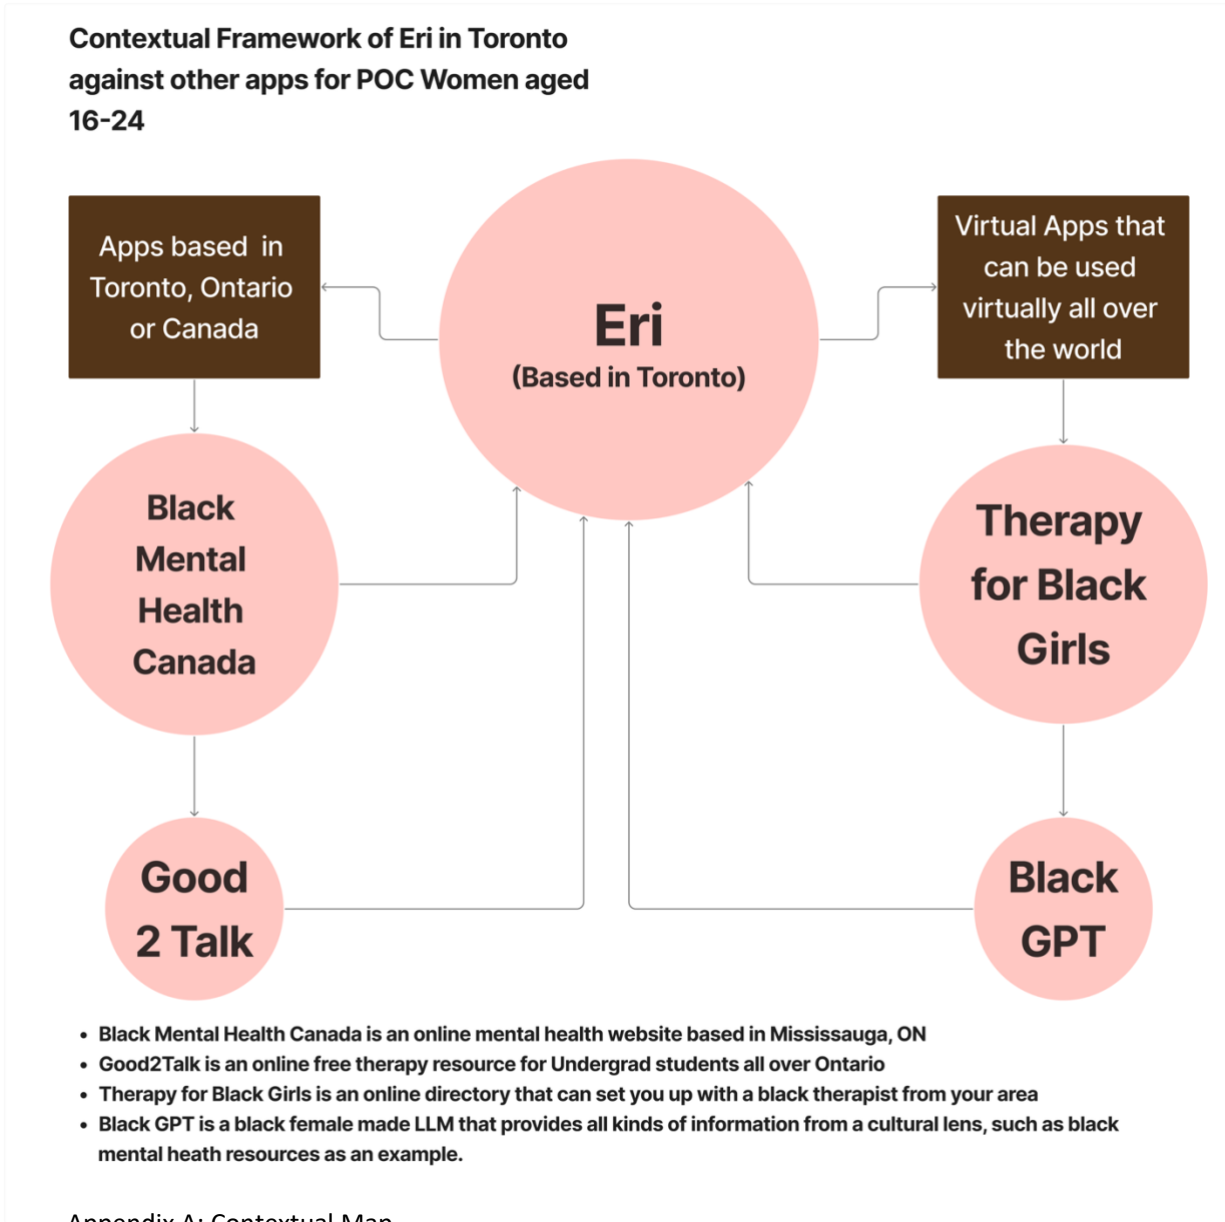 Contextual Framework of Eri in Toronto
against other apps for POC Women aged
16-24
Apps based in
Toronto, Ontario
or Canada
Eri
(Based in Toronto)
Virtual Apps that
can be used
virtually all over
the world
Black
Mental
Health
Canada
Therapy
for Black
Girls
Good
2 Talk
Black
GPT
• Black Mental Health Canada is an online mental health website based in Mississauga, ON
• Good2Talk is an online free therapy resource for Undergrad students all over Ontario
• Therapy for Black Girls is an online directory that can set you up with a black therapist from your area
• Black GPT is a black female made LLM that provides all kinds of information from a cultural lens, such as black
mental heath resources as an example.
Appendix A: Contextual Map